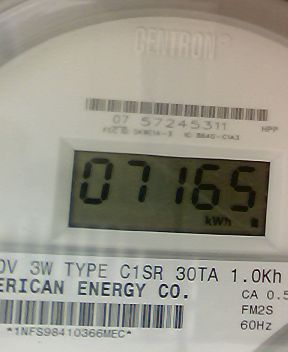 CENTRON
07 57245311
HPP
07165
kWh
0V 3W TYPE C1SR 30TA 1.0Kh
ERICAN ENERGY CO.
CA 0.5
FM2S
*1NFS98410366MEC*
60Hz